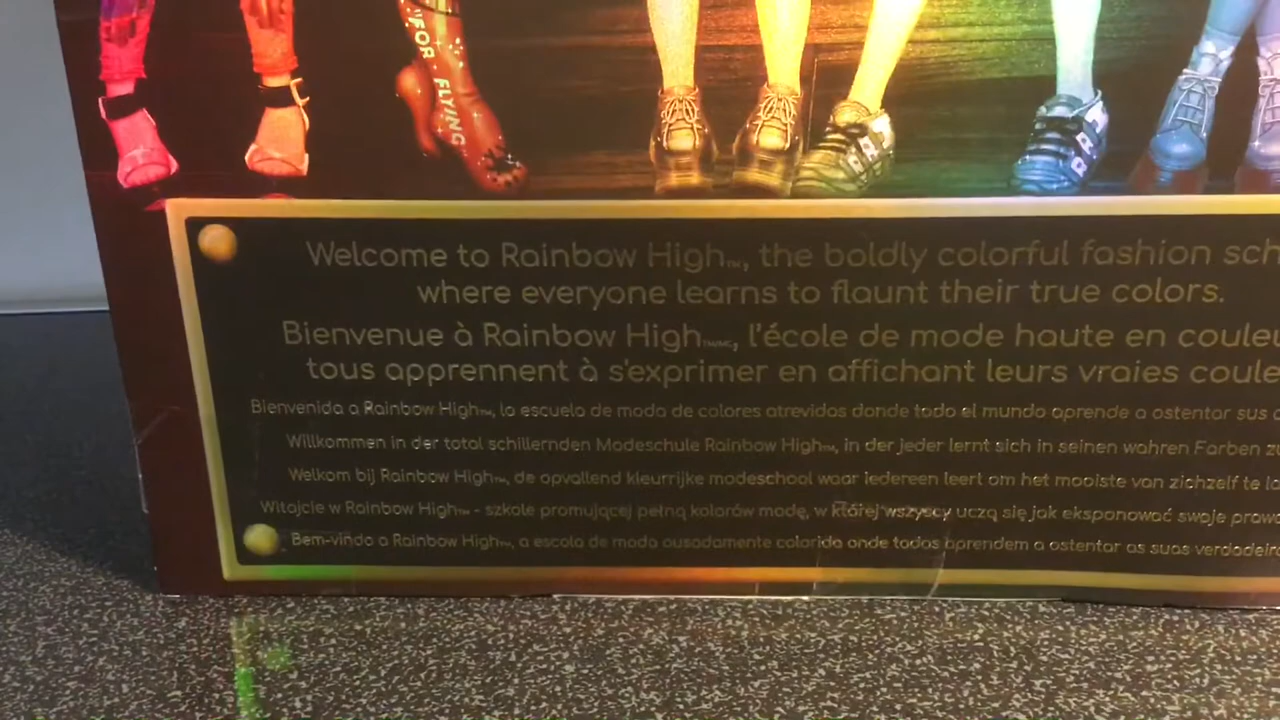 FOR FLYING
Welcome to Rainbow High™, the boldly colorful fashion
where everyone learns to flaunt their true colors.
Bienvenue à Rainbow High™/MC, l'école de mode haute en
tous apprennent à s'exprimer en affichant leurs vraies
Bienvenida a Rainbow High™, la escuela de moda de colores atrevidos donde todo el mundo aprende a ostentar sus
Willkommen in der total schillernden Modeschule Rainbow High™, in der jeder lernt sich in seinen wahren Farben
Welkom bij Rainbow High™, de opvallend kleurrijke modeschool waar iedereen leert om het mooiste van zichzelf te
Witajcie w Rainbow High™ - szkole promującej pełną kolorów modę, w której wszyscy uczą się jak eksponować swoje
Bem-vindo a Rainbow High™, a escola de moda ousadamente colorida onde todos aprendem a ostentar as suas